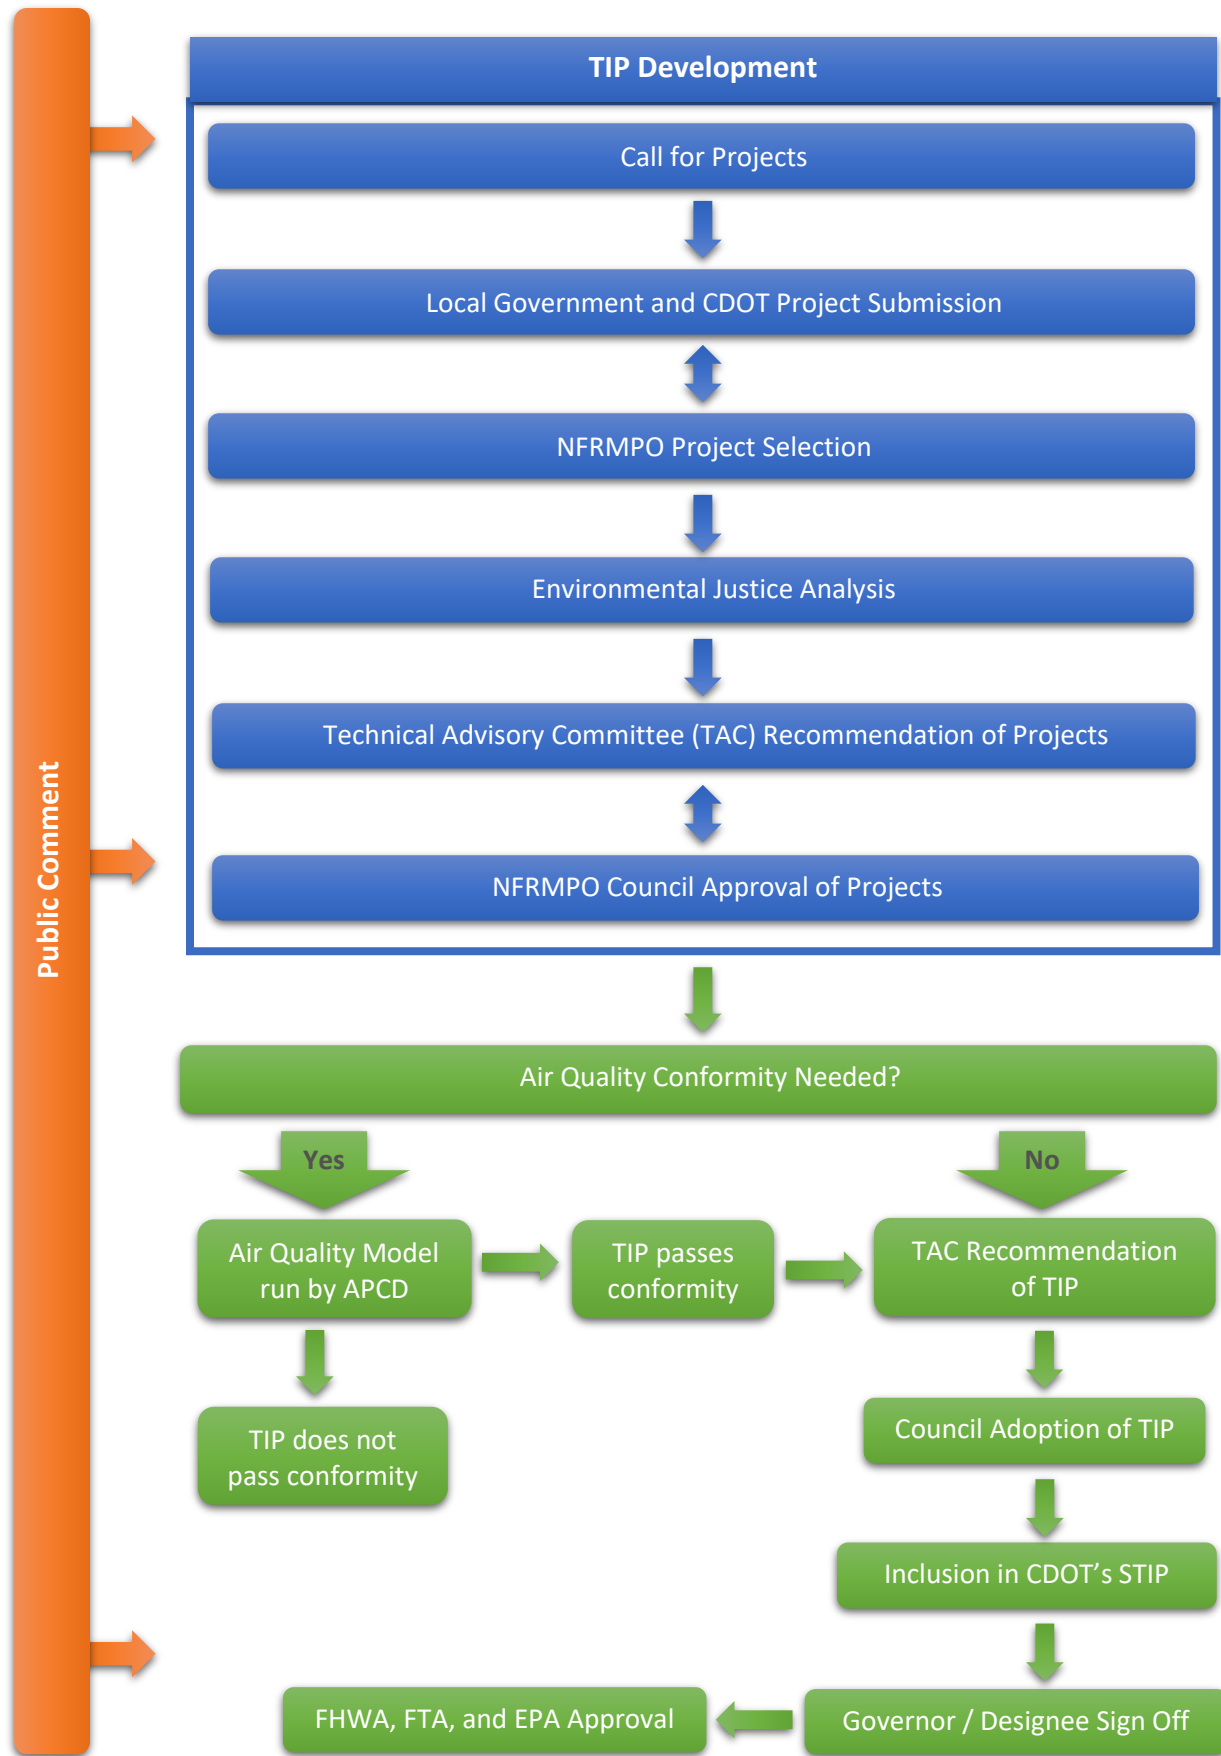 Public Comment
TIP Development
Call for Projects
Local Government and CDOT Project Submission
NFRMPO Project Selection
Environmental Justice Analysis
Technical Advisory Committee (TAC) Recommendation of Projects
NFRMPO Council Approval of Projects
Air Quality Conformity Needed?
Yes
No
Air Quality Model
run by APCD
TIP passes
conformity
TAC Recommendation
of TIP
TIP does not
pass conformity
Council Adoption of TIP
Inclusion in CDOT’s STIP
Governor / Designee Sign Off
FHWA, FTA, and EPA Approval